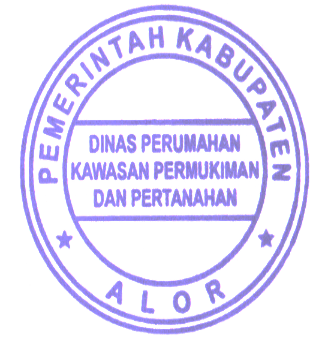 PEMERINTAH KABUPATEN
DINAS PERUMAHAN
KAWASAN PERMUKIMAN
DAN PERTANAHAN
ALOR